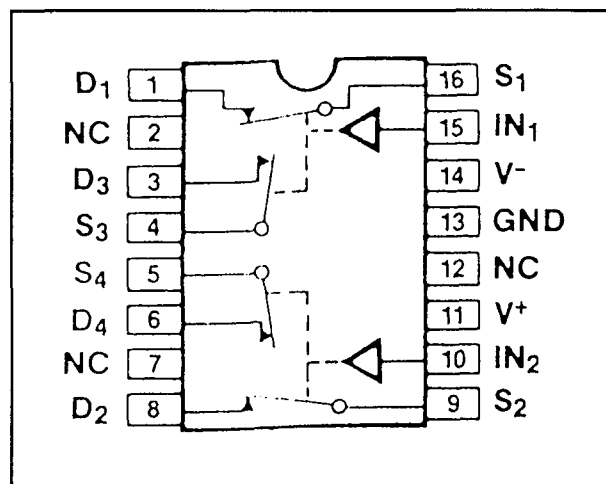 D1 1 16 S1
NC 2 15 IN1
D3 3 14 V-
S3 4 13 GND
S4 5 12 NC
D4 6 11 V+
NC 7 10 IN2
D2 8 9 S2